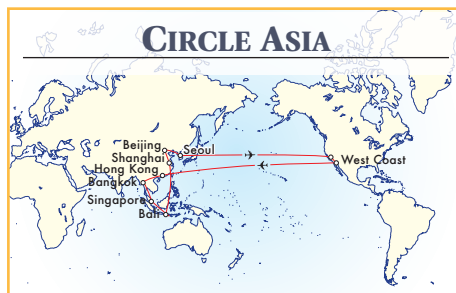 CIRCLE ASIA
Beijing
Seoul
Shanghai
West Coast
Hong Kong
Bangkok
Singapore
Bali